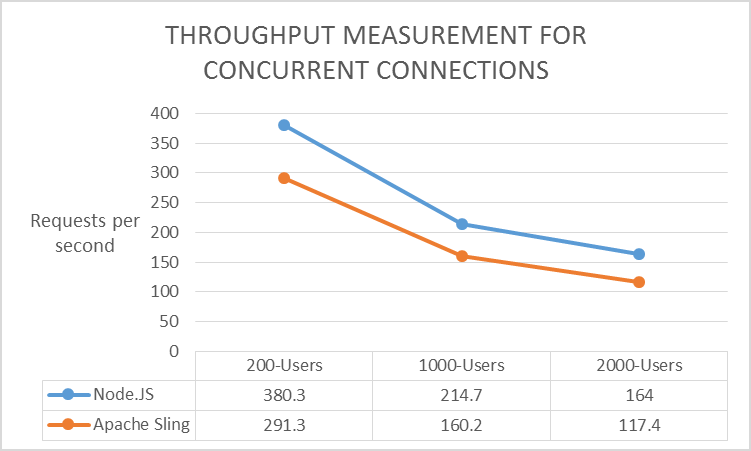 THROUGHPUT MEASUREMENT FOR
CONCURRENT CONNECTIONS
400
350
300
250
200
150
100
50
0
Requests per
second
200-Users 1000-Users 2000-Users
Node.JS 380.3 214.7 164
Apache Sling 291.3 160.2 117.4